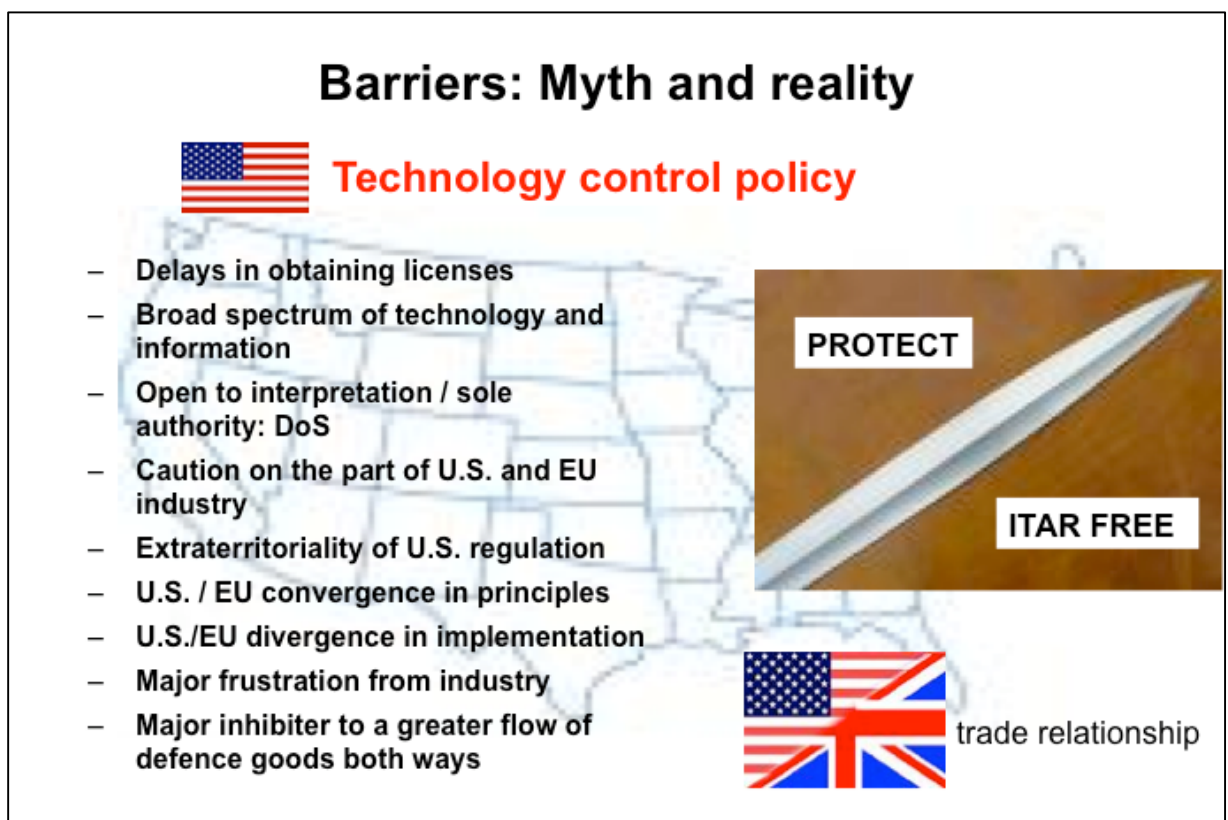 Barriers: Myth and reality
Technology control policy
– Delays in obtaining licenses
– Broad spectrum of technology and
information
– Open to interpretation / sole
authority: DoS
– Caution on the part of U.S. and EU
industry
– Extraterritoriality of U.S. regulation
– U.S. / EU convergence in principles
– U.S./EU divergence in implementation
– Major frustration from industry
– Major inhibiter to a greater flow of
defence goods both ways
PROTECT
ITAR FREE
trade relationship